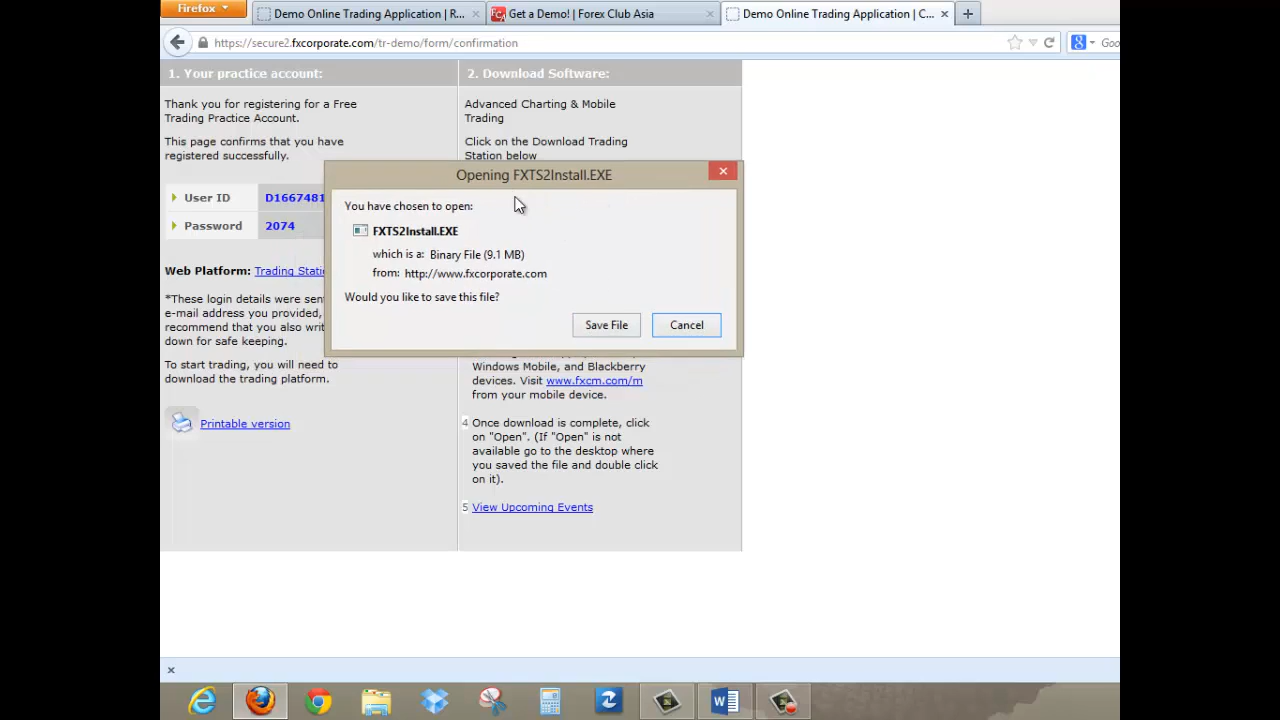 Firefox
Demo Online Trading Application | R...
Get a Demo! | Forex Club Asia
Demo Online Trading Application | C...
https://secure2.fxcorporate.com/tr-demo/form/confirmation
Goo
1. Your practice account:
Thank you for registering for a Free
Trading Practice Account.
This page confirms that you have
registered successfully.
User ID D1667481
Password 2074
Web Platform: Trading Stati
*These login details were sen
e-mail address you provided,
recommend that you also writ
down for safe keeping.
To start trading, you will need to
download the trading platform.
Printable version
2. Download Software:
Advanced Charting & Mobile
Trading
Click on the Download Trading
Station below
Opening FXTS2Install.EXE
You have chosen to open:
FXTS2Install.EXE
which is a: Binary File (9.1 MB)
from: http://www.fxcorporate.com
Would you like to save this file?
Save File
Cancel
Windows Mobile, and Blackberry
devices. Visit www.fxcm.com/m
from your mobile device.
4 Once download is complete, click
on "Open". (If "Open" is not
available go to the desktop where
you saved the file and double click
on it).
5 View Upcoming Events